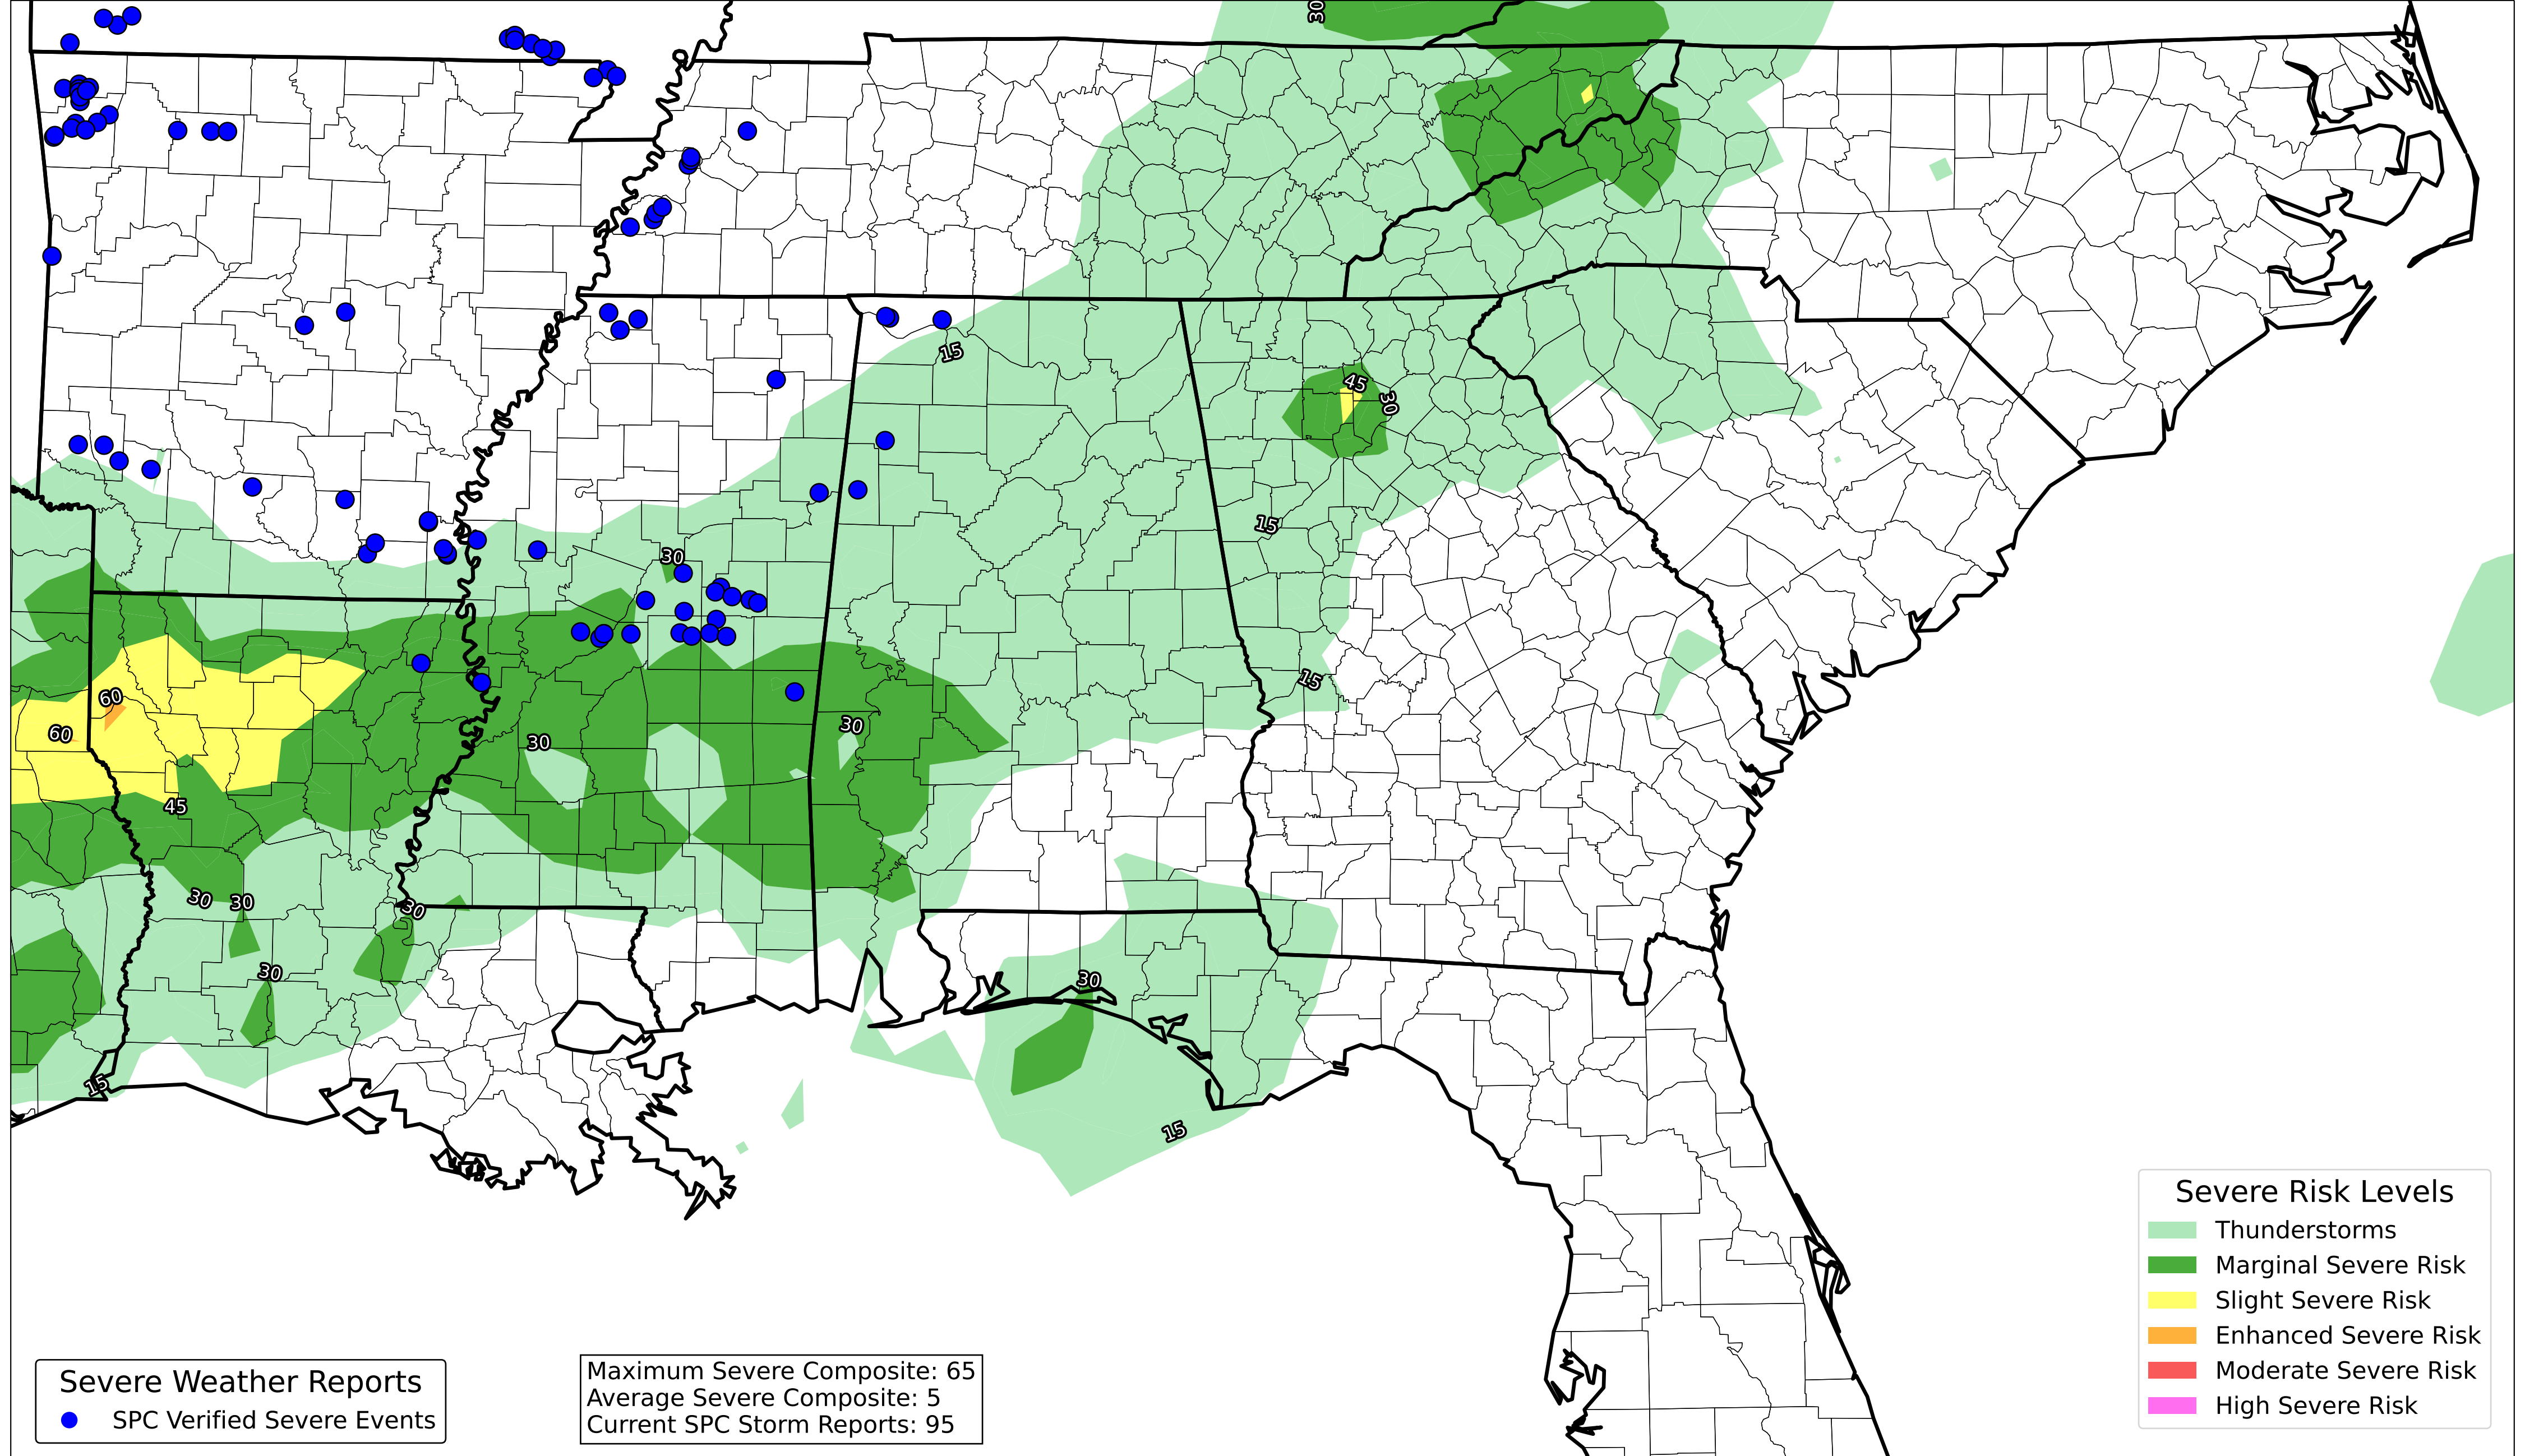 30
15
45
30
15
30
15
60
30
60
30
45
30
30
30
30
30
15
15
Severe Risk Levels
Thunderstorms
Marginal Severe Risk
Slight Severe Risk
Enhanced Severe Risk
Moderate Severe Risk
High Severe Risk
Severe Weather Reports
SPC Verified Severe Events
Maximum Severe Composite: 65
Average Severe Composite: 5
Current SPC Storm Reports: 95